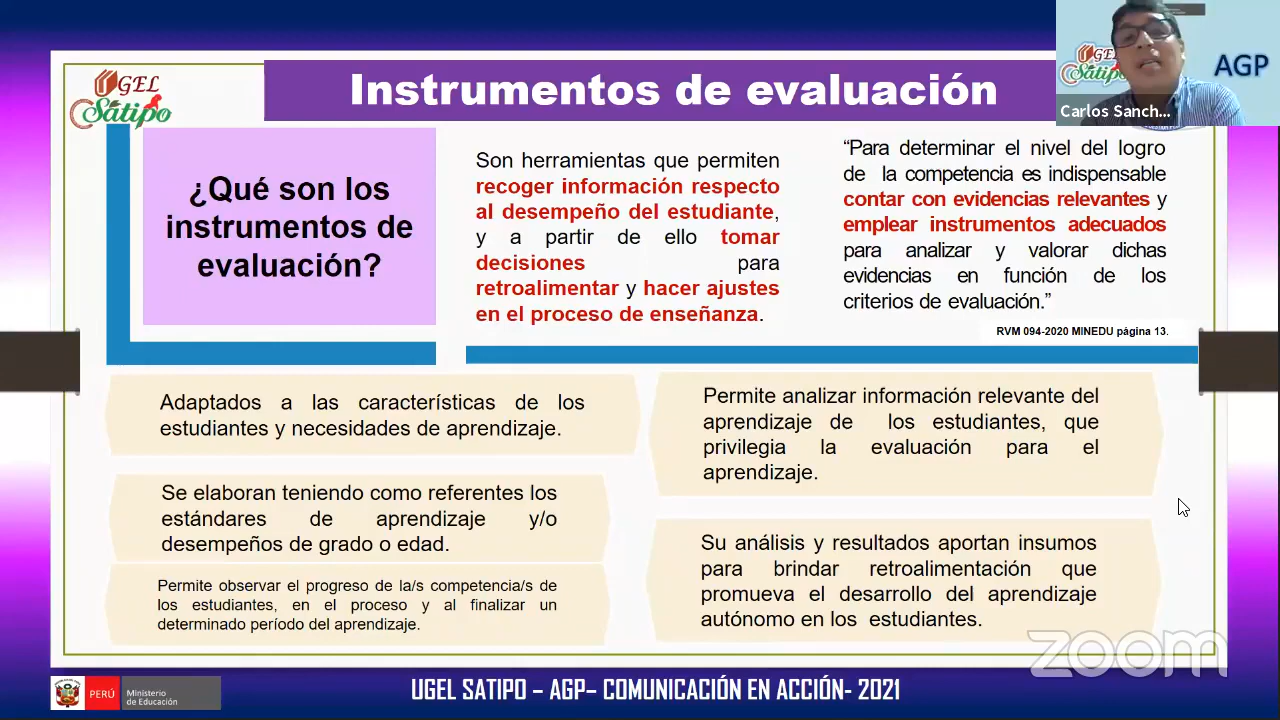 UGEL
Satipo
Instrumentos de evaluación
UGEL
Satipo
AGP
Carlos Sanch...
¿Qué son los
instrumentos de
evaluación?
Son herramientas que permiten
recoger información respecto
al desempeño del estudiante,
y a partir de ello tomar
decisiones para
retroalimentar y hacer ajustes
en el proceso de enseñanza.
“Para determinar el nivel del logro
de la competencia es indispensable
contar con evidencias relevantes y
emplear instrumentos adecuados
para analizar y valorar dichas
evidencias en función de los
criterios de evaluación.”
RVM 094-2020 MINEDU página 13.
Adaptados a las características de los
estudiantes y necesidades de aprendizaje.
Se elaboran teniendo como referentes los
estándares de aprendizaje y/o
desempeños de grado o edad.
Permite observar el progreso de la/s competencia/s de
los estudiantes, en el proceso y al finalizar un
determinado período del aprendizaje.
Permite analizar información relevante del
aprendizaje de los estudiantes, que
privilegia la evaluación para el
aprendizaje.
Su análisis y resultados aportan insumos
para brindar retroalimentación que
promueva el desarrollo del aprendizaje
autónomo en los estudiantes.
zoom
PERÚ
Ministerio
de Educación
UGEL SATIPO – AGP– COMUNICACIÓN EN ACCIÓN- 2021